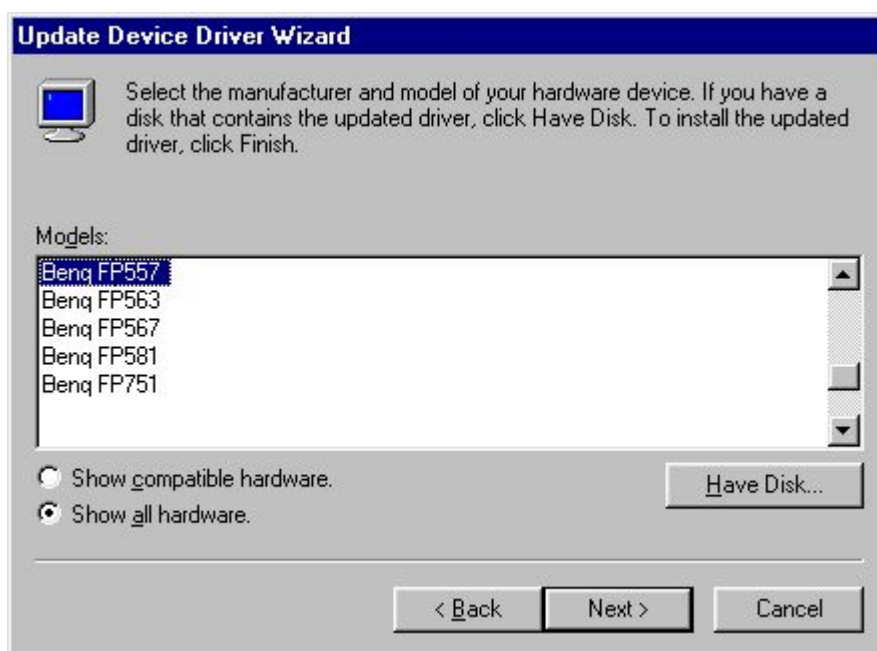 Update Device Driver Wizard
Select the manufacturer and model of your hardware device. If you have a
disk that contains the updated driver, click Have Disk. To install the updated
driver, click Finish.
Models:
Benq FP557
Benq FP563
Benq FP567
Benq FP581
Benq FP751
Show compatible hardware.
Have Disk...
Show all hardware.
< Back
Next >
Cancel